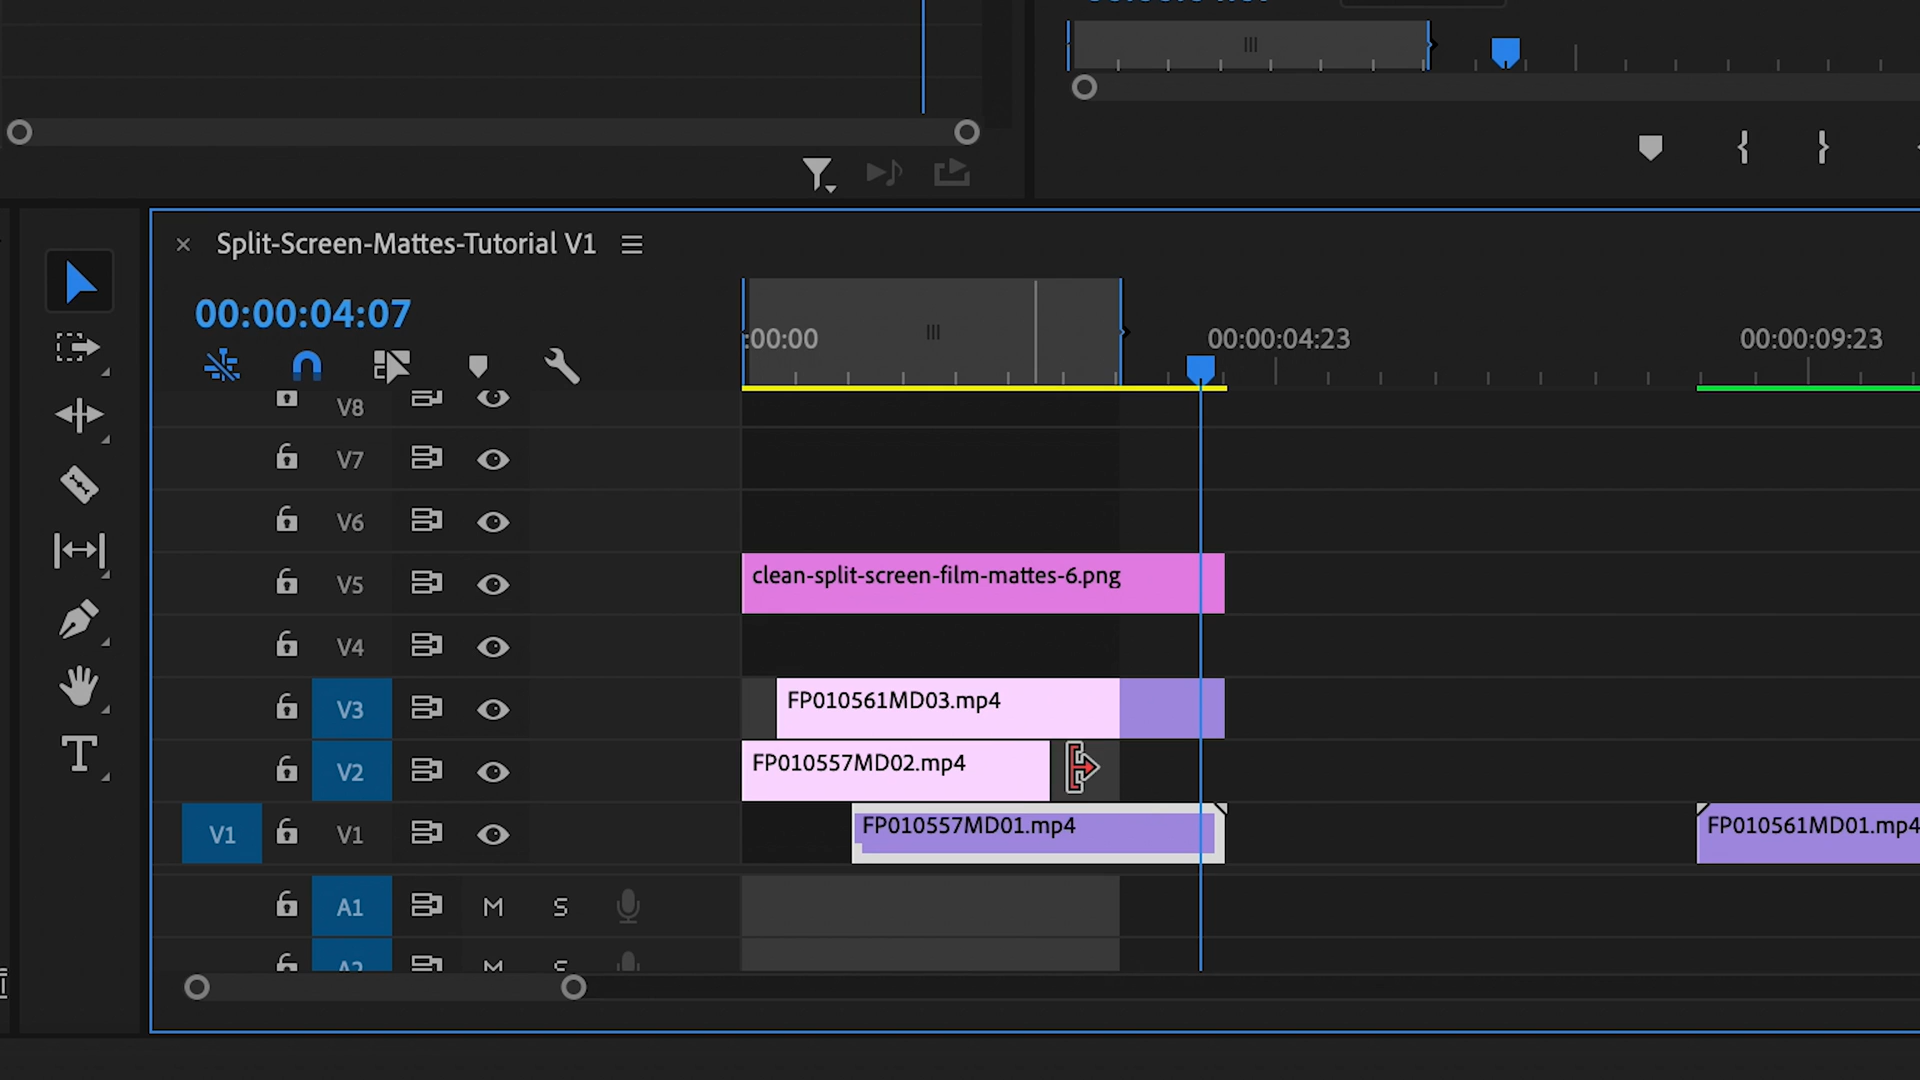 Split-Screen-Mattes-Tutorial V1
00:00:04:07
:00:00
00:00:04:23
00:00:09:23
V8
V7
V6
V5
clean-split-screen-film-mattes-6.png
V4
V3
FP010561MD03.mp4
V2
FP010557MD02.mp4
V1
V1
FP010557MD01.mp4
FP010561MD01.mp4
A1
M
S
A2
M
S